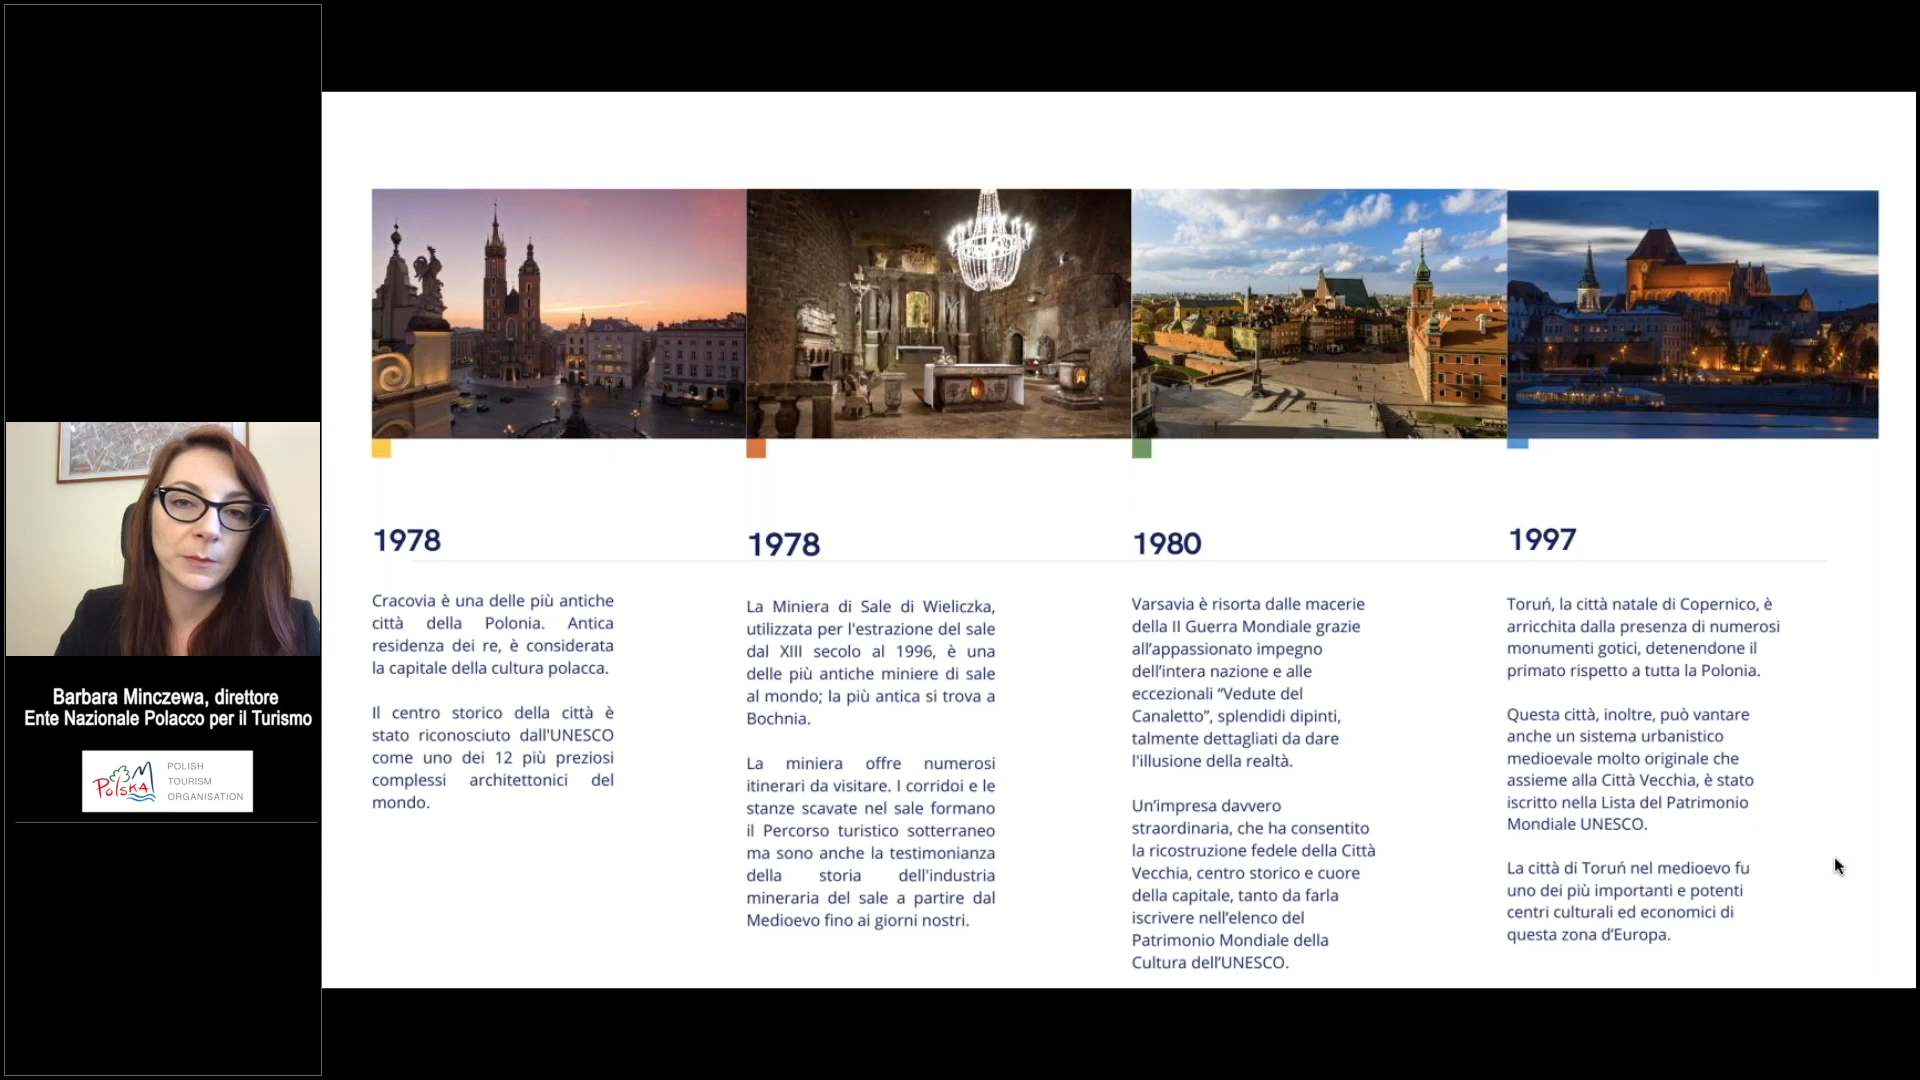 Barbara Minczewa, direttore
Ente Nazionale Polacco per il Turismo
POLSKA
POLISH
TOURISM
ORGANISATION
1978
Cracovia è una delle più antiche
città della Polonia. Antica
residenza dei re, è considerata
la capitale della cultura polacca.
Il centro storico della città è
stato riconosciuto dall'UNESCO
come uno dei 12 più preziosi
complessi architettonici del
mondo.
1978
La Miniera di Sale di Wieliczka,
utilizzata per l'estrazione del sale
dal XIII secolo al 1996, è una
delle più antiche miniere di sale
al mondo; la più antica si trova a
Bochnia.
La miniera offre numerosi
itinerari da visitare. I corridoi e le
stanze scavate nel sale formano
il Percorso turistico sotterraneo
ma sono anche la testimonianza
della storia dell'industria
mineraria del sale a partire dal
Medioevo fino ai giorni nostri.
1980
Varsavia è risorta dalle macerie
della II Guerra Mondiale grazie
all’appassionato impegno
dell’intera nazione e alle
eccezionali “Vedute del
Canaletto”, splendidi dipinti,
talmente dettagliati da dare
l'illusione della realtà.
Un’impresa davvero
straordinaria, che ha consentito
la ricostruzione fedele della Città
Vecchia, centro storico e cuore
della capitale, tanto da farla
iscrivere nell’elenco del
Patrimonio Mondiale della
Cultura dell’UNESCO.
1997
Toruń, la città natale di Copernico, è
arricchita dalla presenza di numerosi
monumenti gotici, detenendone il
primato rispetto a tutta la Polonia.
Questa città, inoltre, può vantare
anche un sistema urbanistico
medioevale molto originale che
assieme alla Città Vecchia, è stato
iscritto nella Lista del Patrimonio
Mondiale UNESCO.
La città di Toruń nel medioevo fu
uno dei più importanti e potenti
centri culturali ed economici di
questa zona d’Europa.